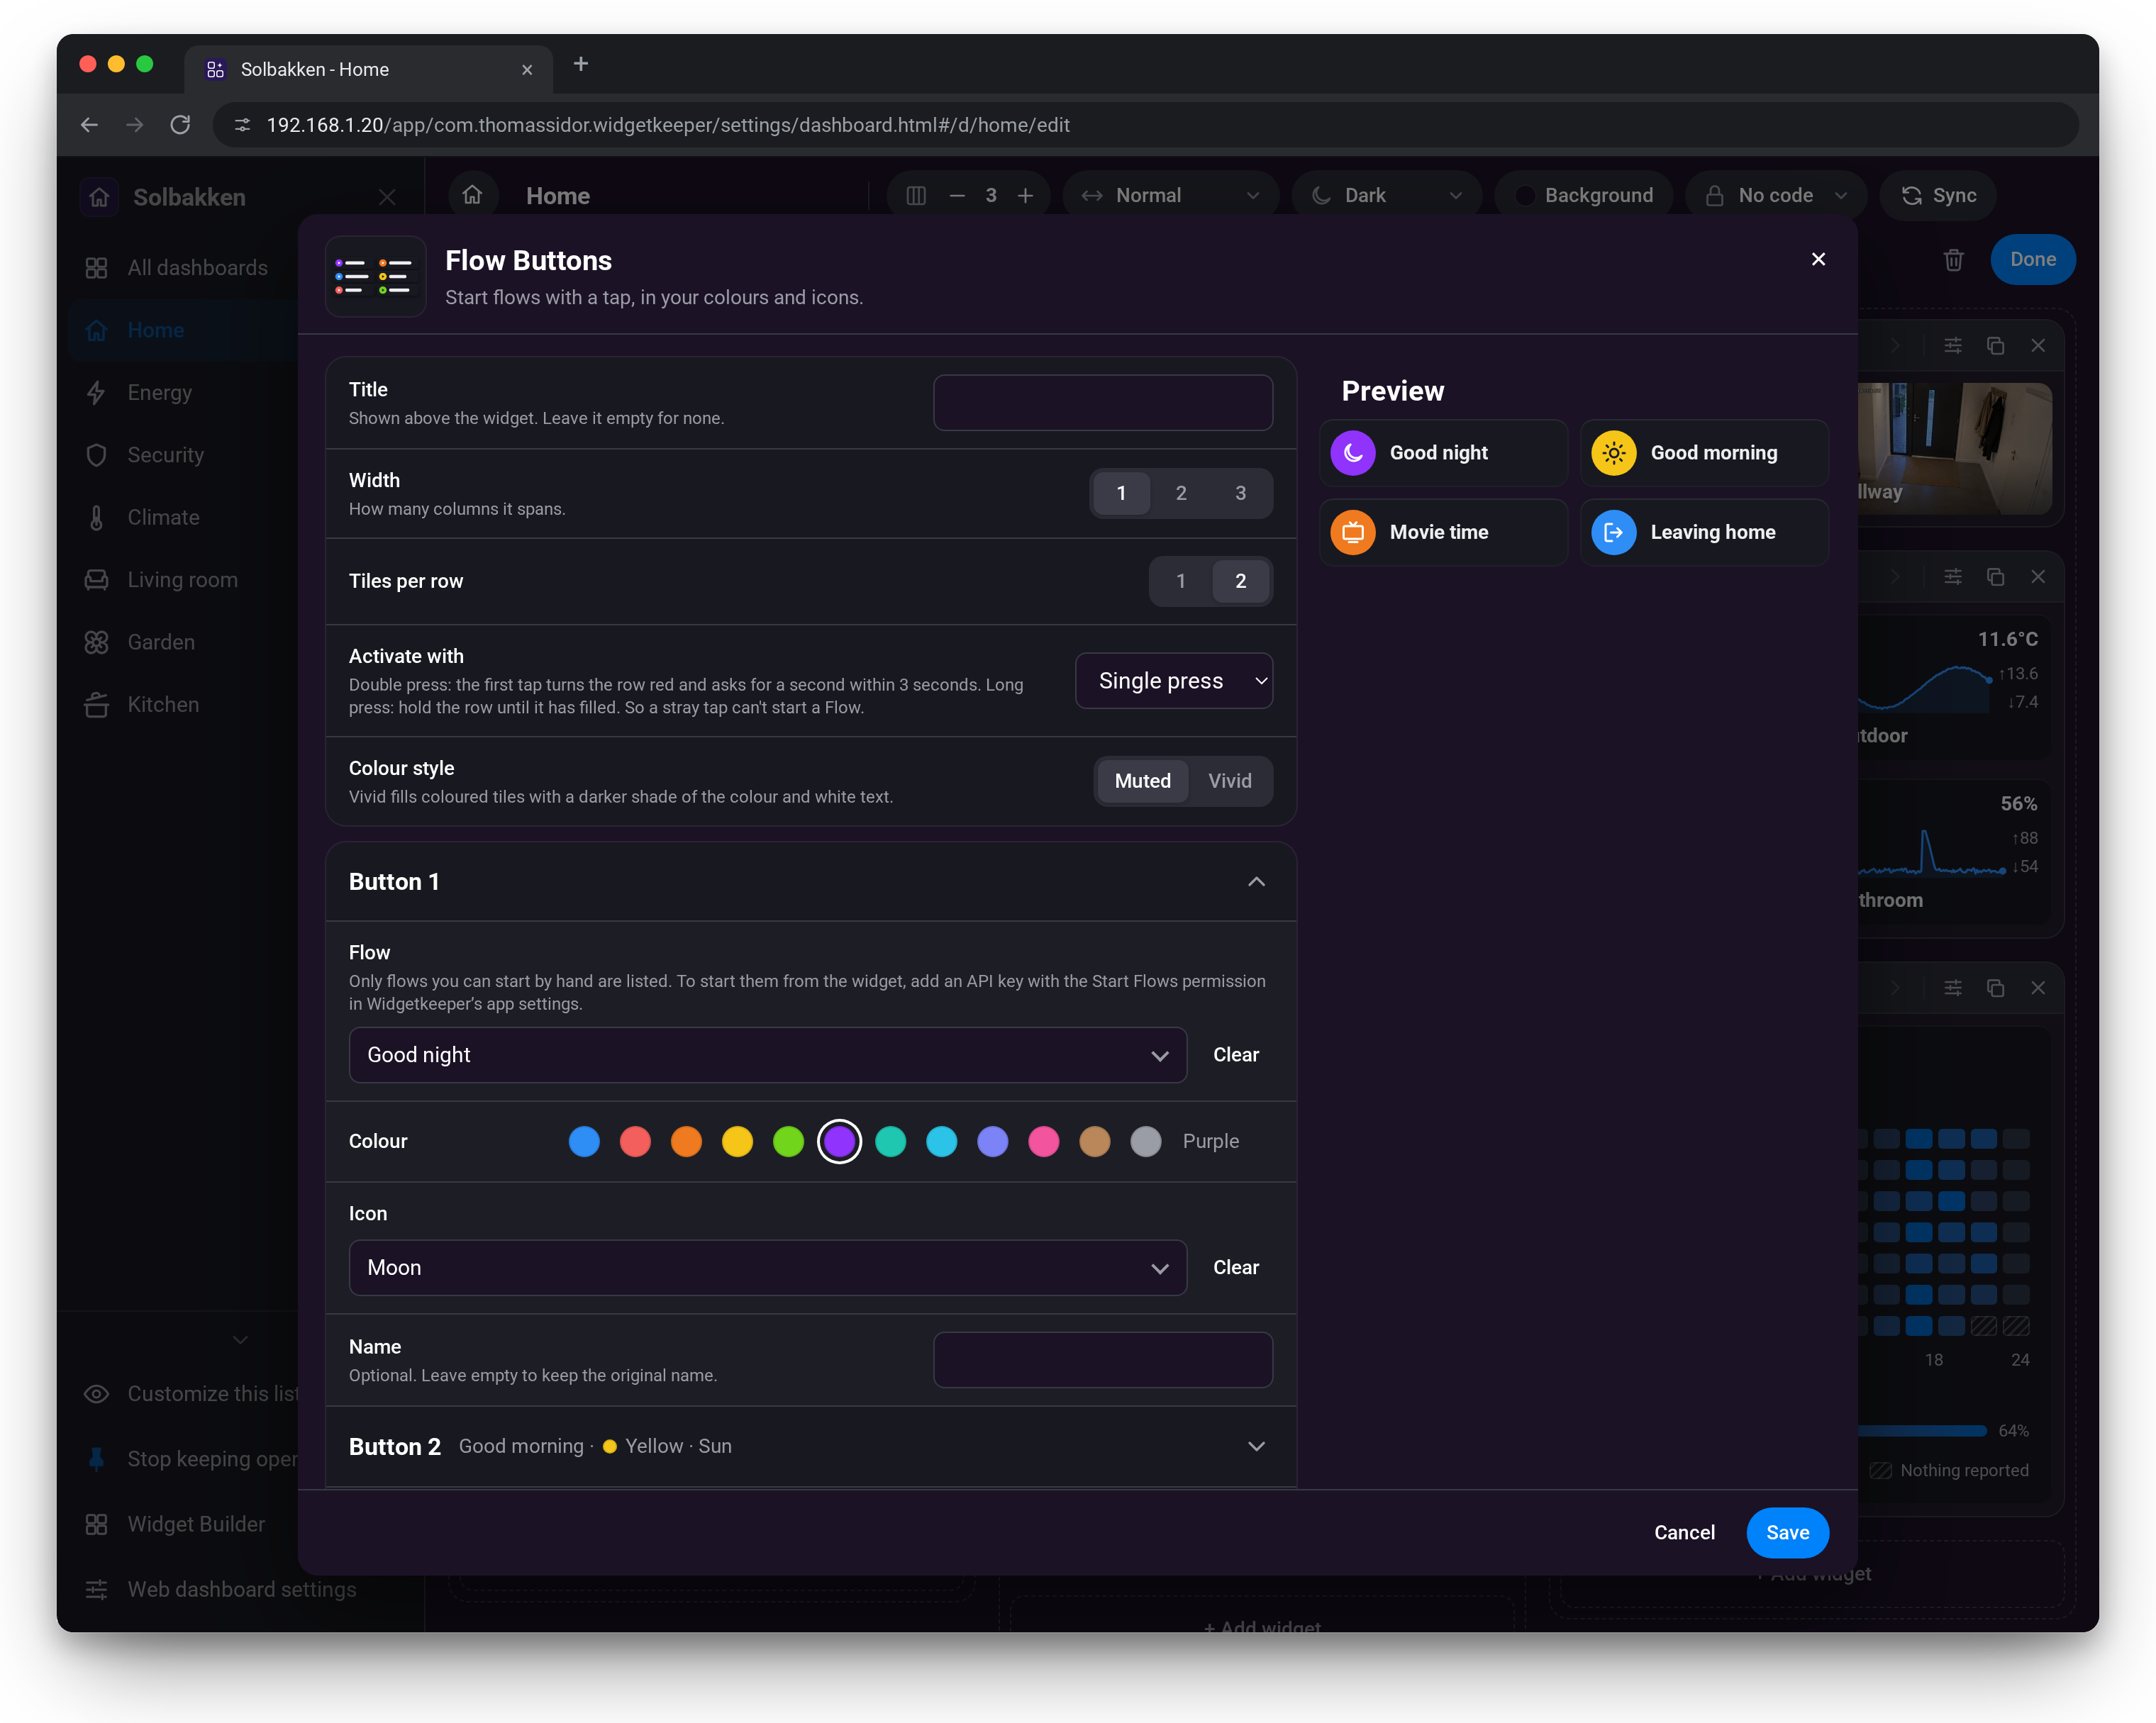 Solbakken - Home
192.168.1.20/app/com.thomassidor.widgetkeeper/settings/dashboard.html#/d/home/edit
Solbakken
Home
3
Normal
Dark
Background
No code
Sync
Done
All dashboards
Home
Energy
Security
Climate
Living room
Garden
Kitchen
Customize this list
Stop keeping open
Widget Builder
Web dashboard settings
Flow Buttons
Start flows with a tap, in your colours and icons.
Title
Shown above the widget. Leave it empty for none.
Width
How many columns it spans.
1 2 3
Tiles per row
1 2
Activate with
Double press: the first tap turns the row red and asks for a second within 3 seconds. Long
press: hold the row until it has filled. So a stray tap can't start a Flow.
Single press
Colour style
Vivid fills coloured tiles with a darker shade of the colour and white text.
Muted Vivid
Button 1
Flow
Only flows you can start by hand are listed. To start them from the widget, add an API key with the Start Flows permission
in Widgetkeeper’s app settings.
Good night
Clear
Colour
Purple
Icon
Moon
Clear
Name
Optional. Leave empty to keep the original name.
Button 2 Good morning · Yellow · Sun
Preview
Good night
Good morning
Movie time
Leaving home
Cancel
Save
llway
11.6°C
↑13.6
↓7.4
tdoor
56%
↑88
↓54
throom
18 24
64%
Nothing reported
+ Add widget
+ Add widget